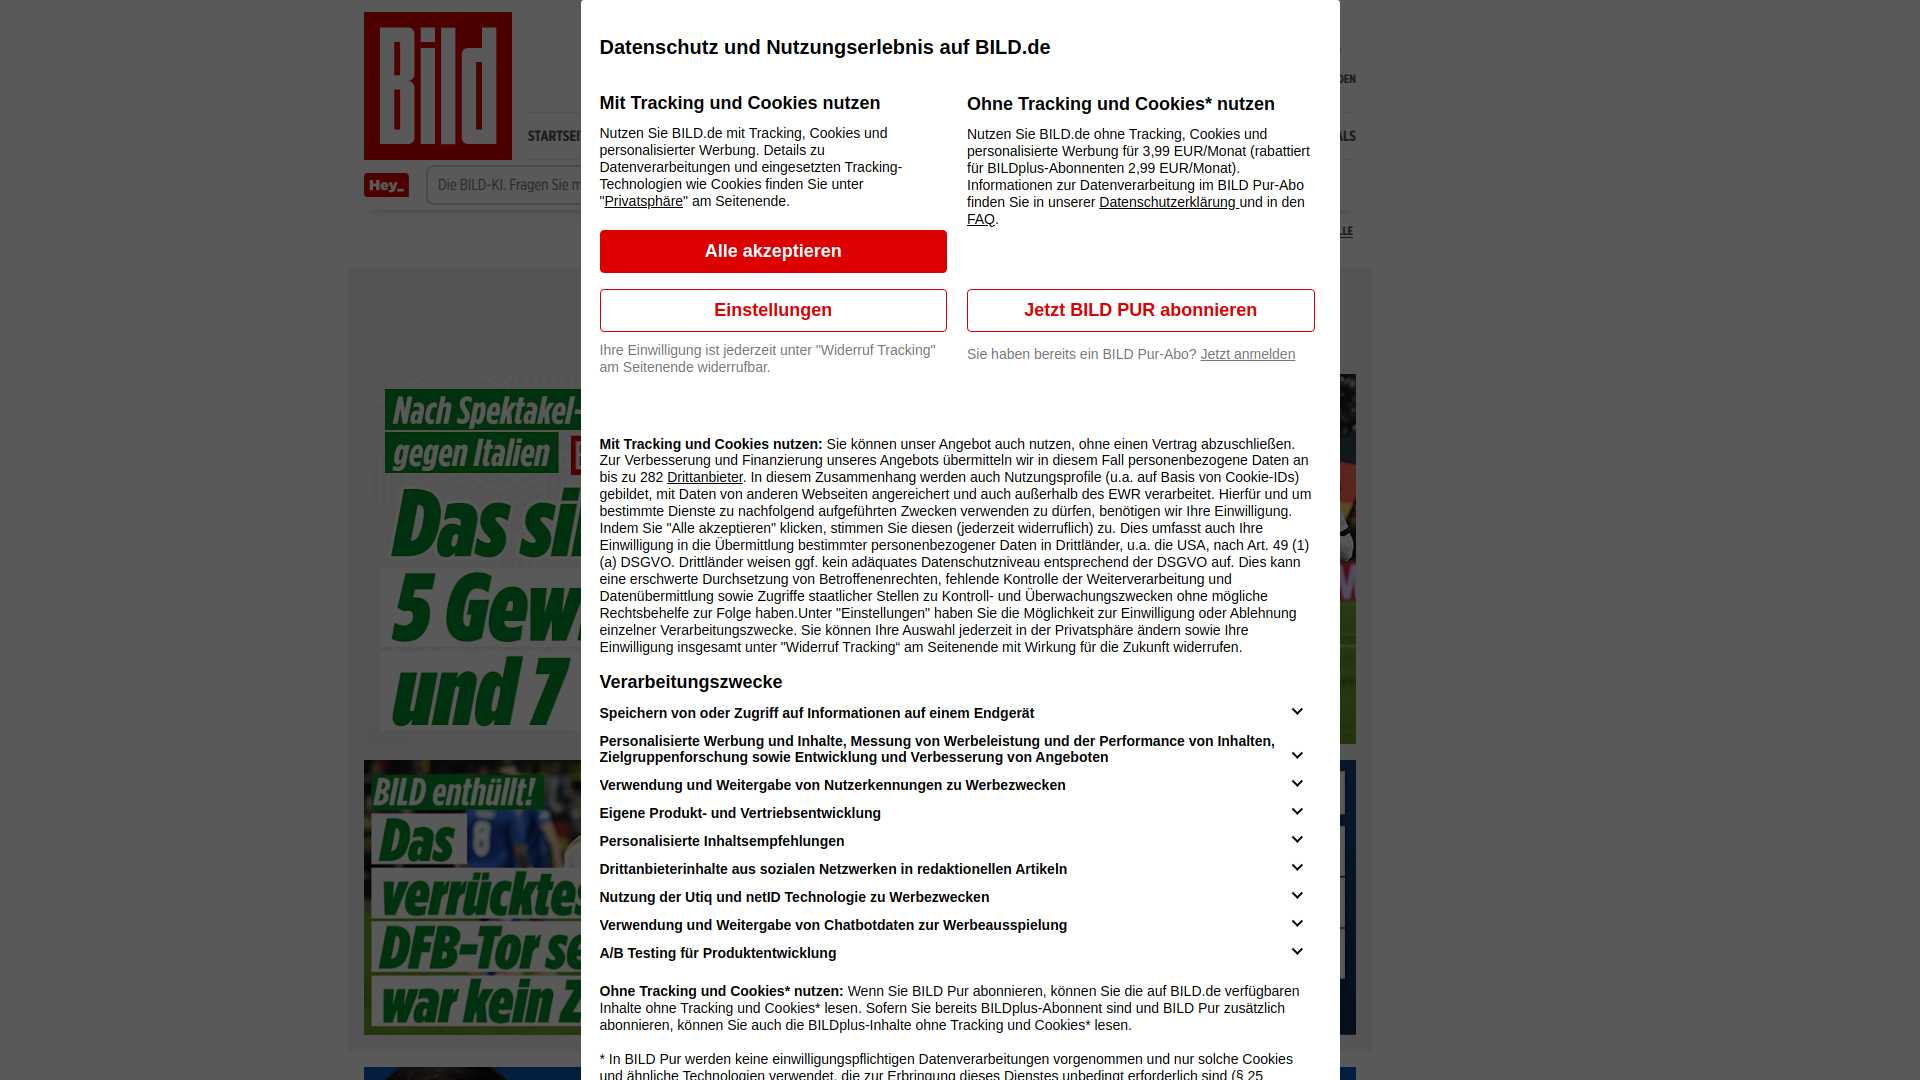 Bild
STARTSEI
Hey_
Die BILD-KI. Fragen Sie m
Nach Spektakel-
gegen Italien
Das si
5 Gew
und 7
BILD enthüllt!
8
Das
verrücktes
DFB-Tor se
war kein Z
Datenschutz und Nutzungserlebnis auf BILD.de
Mit Tracking und Cookies nutzen
Nutzen Sie BILD.de mit Tracking, Cookies und
personalisierter Werbung. Details zu
Datenverarbeitungen und eingesetzten Tracking-
Technologien wie Cookies finden Sie unter
"Privatsphäre" am Seitenende.
Alle akzeptieren
Einstellungen
Ihre Einwilligung ist jederzeit unter "Widerruf Tracking"
am Seitenende widerrufbar.
Ohne Tracking und Cookies* nutzen
Nutzen Sie BILD.de ohne Tracking, Cookies und
personalisierte Werbung für 3,99 EUR/Monat (rabattiert
für BILDplus-Abonnenten 2,99 EUR/Monat).
Informationen zur Datenverarbeitung im BILD Pur-Abo
finden Sie in unserer Datenschutzerklärung und in den
FAQ.
Jetzt BILD PUR abonnieren
Sie haben bereits ein BILD Pur-Abo? Jetzt anmelden
Mit Tracking und Cookies nutzen: Sie können unser Angebot auch nutzen, ohne einen Vertrag abzuschließen.
Zur Verbesserung und Finanzierung unseres Angebots übermitteln wir in diesem Fall personenbezogene Daten an
bis zu 282 Drittanbieter. In diesem Zusammenhang werden auch Nutzungsprofile (u.a. auf Basis von Cookie-IDs)
gebildet, mit Daten von anderen Webseiten angereichert und auch außerhalb des EWR verarbeitet. Hierfür und um
bestimmte Dienste zu nachfolgend aufgeführten Zwecken verwenden zu dürfen, benötigen wir Ihre Einwilligung.
Indem Sie "Alle akzeptieren" klicken, stimmen Sie diesen (jederzeit widerruflich) zu. Dies umfasst auch Ihre
Einwilligung in die Übermittlung bestimmter personenbezogener Daten in Drittländer, u.a. die USA, nach Art. 49 (1)
(a) DSGVO. Drittländer weisen ggf. kein adäquates Datenschutzniveau entsprechend der DSGVO auf. Dies kann
eine erschwerte Durchsetzung von Betroffenenrechten, fehlende Kontrolle der Weiterverarbeitung und
Datenübermittlung sowie Zugriffe staatlicher Stellen zu Kontroll- und Überwachungszwecken ohne mögliche
Rechtsbehelfe zur Folge haben.Unter "Einstellungen" haben Sie die Möglichkeit zur Einwilligung oder Ablehnung
einzelner Verarbeitungszwecke. Sie können Ihre Auswahl jederzeit in der Privatsphäre ändern sowie Ihre
Einwilligung insgesamt unter "Widerruf Tracking“ am Seitenende mit Wirkung für die Zukunft widerrufen.
Verarbeitungszwecke
Speichern von oder Zugriff auf Informationen auf einem Endgerät
Personalisierte Werbung und Inhalte, Messung von Werbeleistung und der Performance von Inhalten,
Zielgruppenforschung sowie Entwicklung und Verbesserung von Angeboten
Verwendung und Weitergabe von Nutzerkennungen zu Werbezwecken
Eigene Produkt- und Vertriebsentwicklung
Personalisierte Inhaltsempfehlungen
Drittanbieterinhalte aus sozialen Netzwerken in redaktionellen Artikeln
Nutzung der Utiq und netID Technologie zu Werbezwecken
Verwendung und Weitergabe von Chatbotdaten zur Werbeausspielung
A/B Testing für Produktentwicklung
Ohne Tracking und Cookies* nutzen: Wenn Sie BILD Pur abonnieren, können Sie die auf BILD.de verfügbaren
Inhalte ohne Tracking und Cookies* lesen. Sofern Sie bereits BILDplus-Abonnent sind und BILD Pur zusätzlich
abonnieren, können Sie auch die BILDplus-Inhalte ohne Tracking und Cookies* lesen.
* In BILD Pur werden keine einwilligungspflichtigen Datenverarbeitungen vorgenommen und nur solche Cookies
und ähnliche Technologien verwendet, die zur Erbringung dieses Dienstes unbedingt erforderlich sind (§ 25